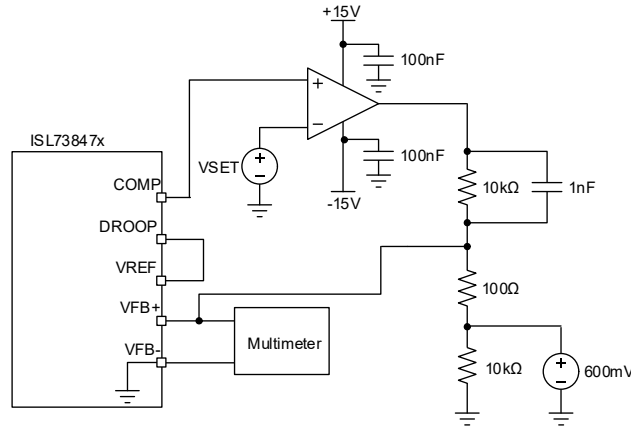 +15V
100nF
+
−
ISL73847x
VSET
+
−
100nF
10kΩ
1nF
COMP
-15V
DROOP
VREF
100Ω
VFB+
VFB-
Multimeter
10kΩ
+
−
600mV